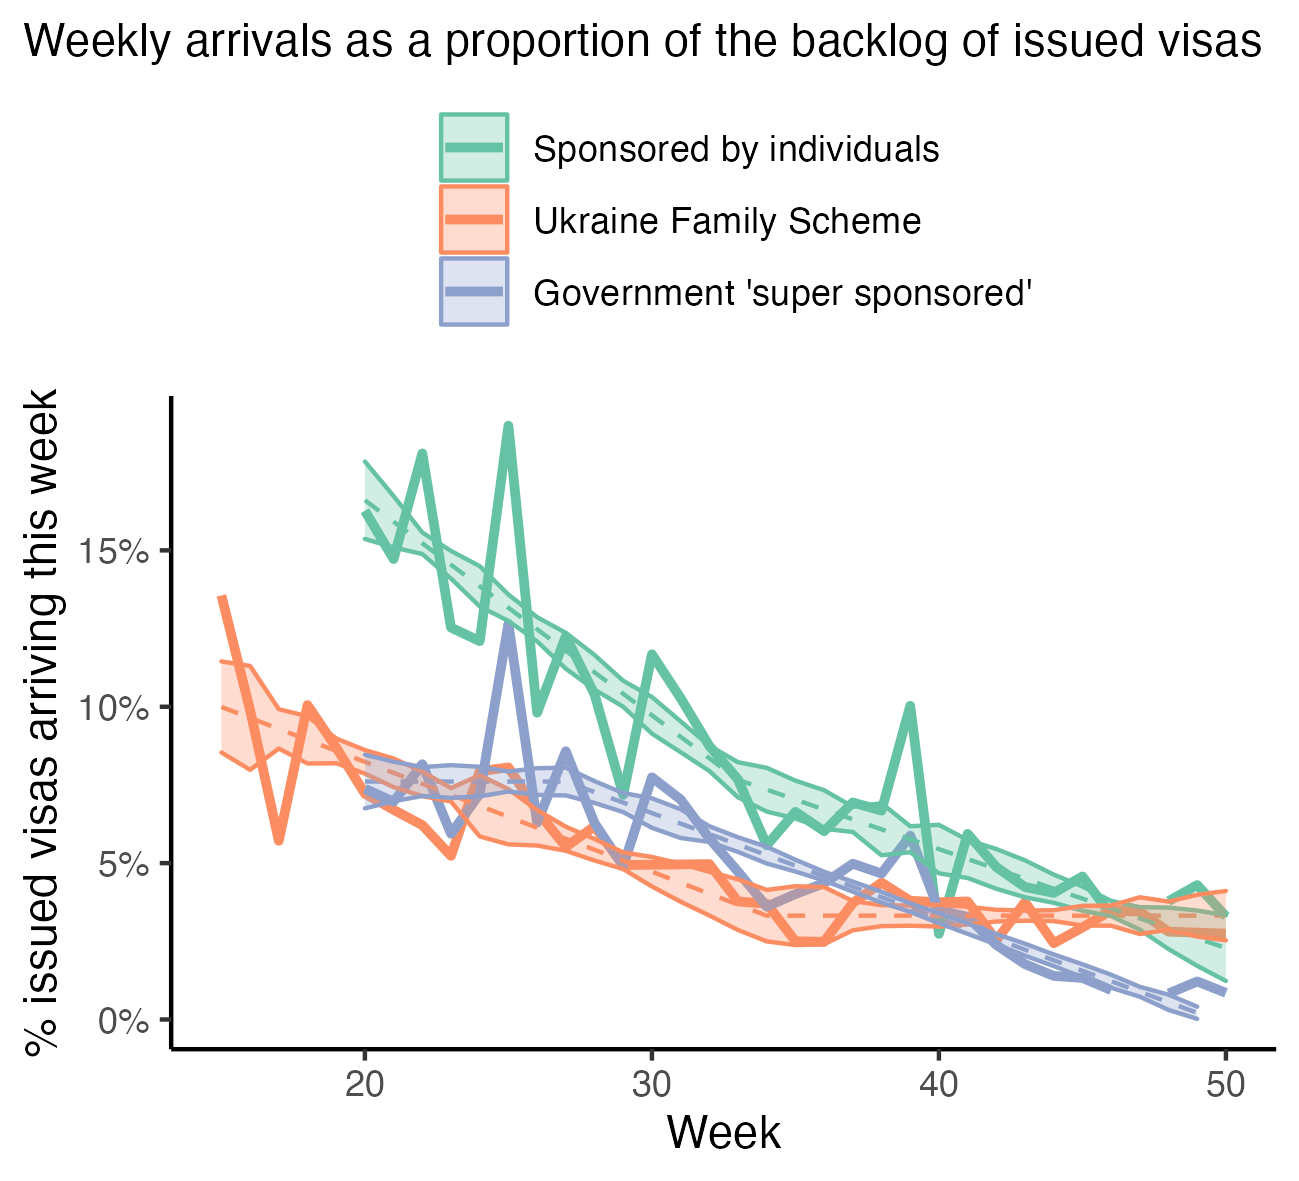 Weekly arrivals as a proportion of the backlog of issued visas
Sponsored by individuals
Ukraine Family Scheme
Government 'super sponsored'
% issued visas arriving this week
15%
10%
5%
0%
20 30 40 50
Week